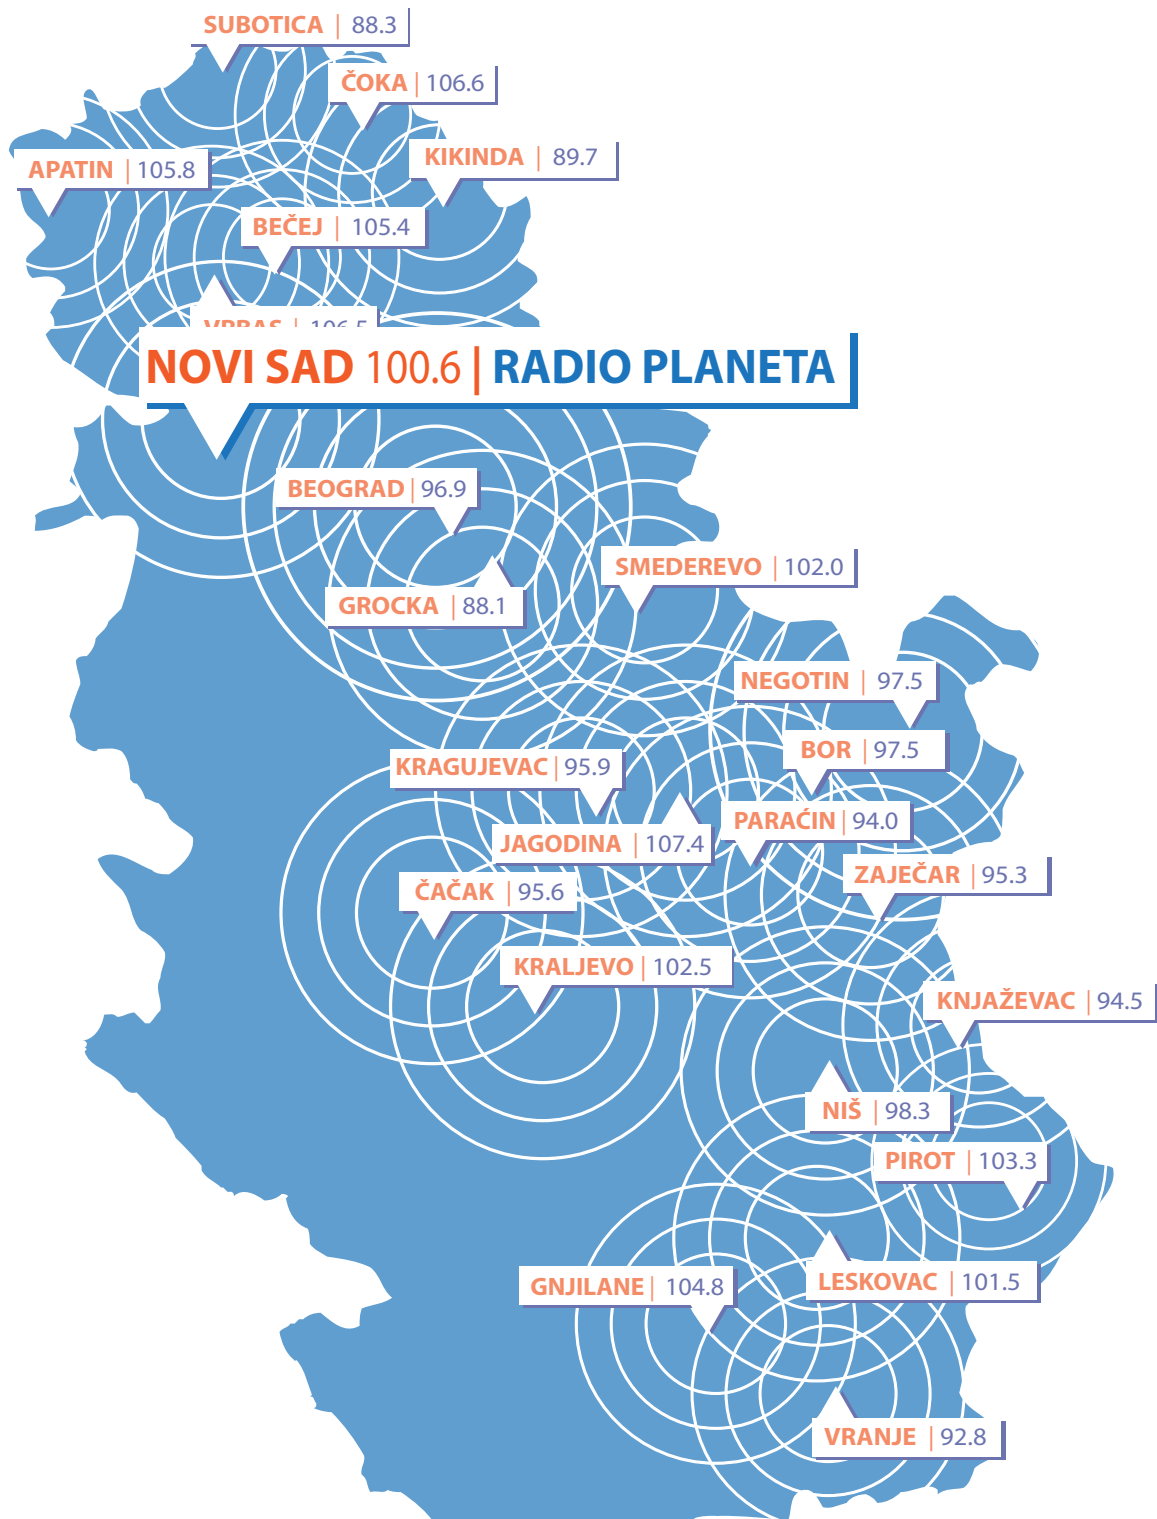 SUBOTICA | 88.3
ČOKA | 106.6
KIKINDA | 89.7
APATIN | 105.8
BEČEJ | 105.4
VRBAS | 106.5
NOVI SAD 100.6 | RADIO PLANETA
BEOGRAD | 96.9
SMEDEREVO | 102.0
GROCKA | 88.1
NEGOTIN | 97.5
BOR | 97.5
KRAGUJEVAC | 95.9
PARAĆIN | 94.0
JAGODINA | 107.4
ZAJEČAR | 95.3
ČAČAK | 95.6
KRALJEVO | 102.5
KNJAŽEVAC | 94.5
NIŠ | 98.3
PIROT | 103.3
LESKOVAC | 101.5
GNJILANE | 104.8
VRANJE | 92.8